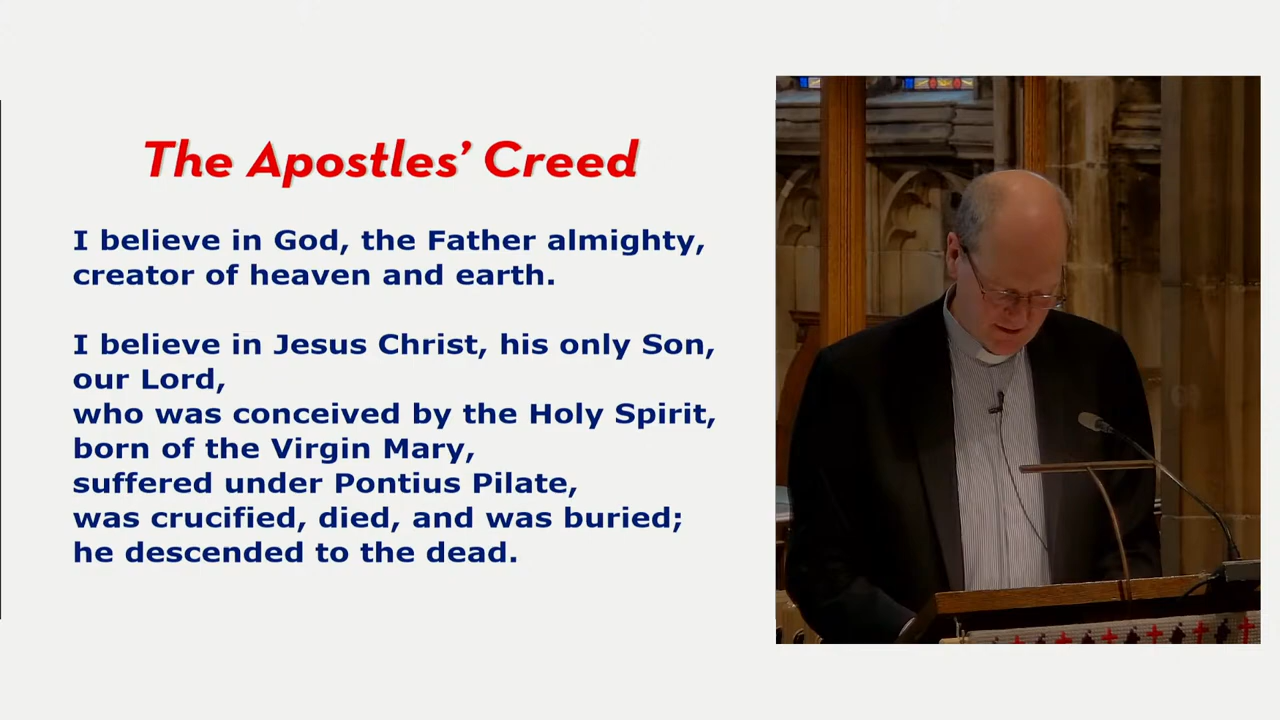 The Apostles’ Creed
I believe in God, the Father almighty,
creator of heaven and earth.
I believe in Jesus Christ, his only Son,
our Lord,
who was conceived by the Holy Spirit,
born of the Virgin Mary,
suffered under Pontius Pilate,
was crucified, died, and was buried;
he descended to the dead.